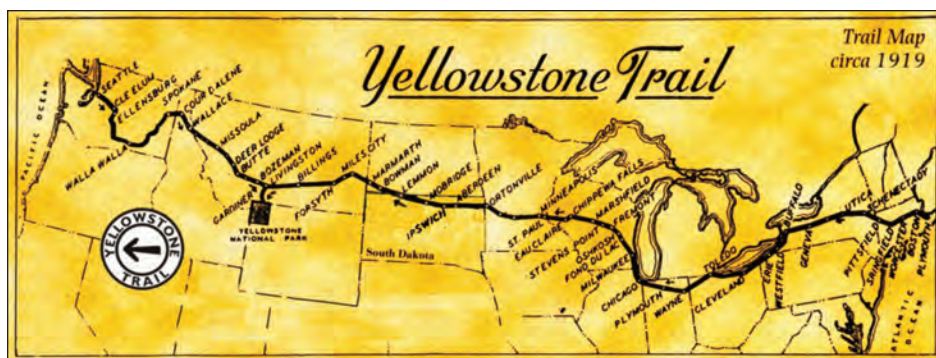 Yellowstone Trail
Trail Map
circa 1919
PACIFIC OCEAN
SEATTLE
CLE ELUM
ELLENSBURG
SPOKANE
COUR DALENE
WALLACE
WALLA WALLA
MISSOULA
DEER LODGE
BUTTE
BOZEMAN
GARDINER
LIVINGSTON
BILLINGS
FORSYTH
MILES CITY
MARMARTH
BOWMAN
LEMMON
MOBRIDGE
IPSWICH
ABERDEEN
ORTONVILLE
MINNEAPOLIS
ST. PAUL
CHIPPEWA FALLS
EAU CLAIRE
MARSHFIELD
STEVENS POINT
FREMONT
OSHKOSH
FOND DU LAC
MILWAUKEE
CHICAGO
PLYMOUTH
WAYNE
TOLEDO
CLEVELAND
ERIE
WESTFIELD
BUFFALO
GENEVA
UTICA
SCHENECTADY
PITTSFIELD
BOSTON
PLYMOUTH
ATLANTIC
OCEAN
YELLOWSTONE
NATIONAL PARK
South Dakota
YELLOWSTONE
TRAIL